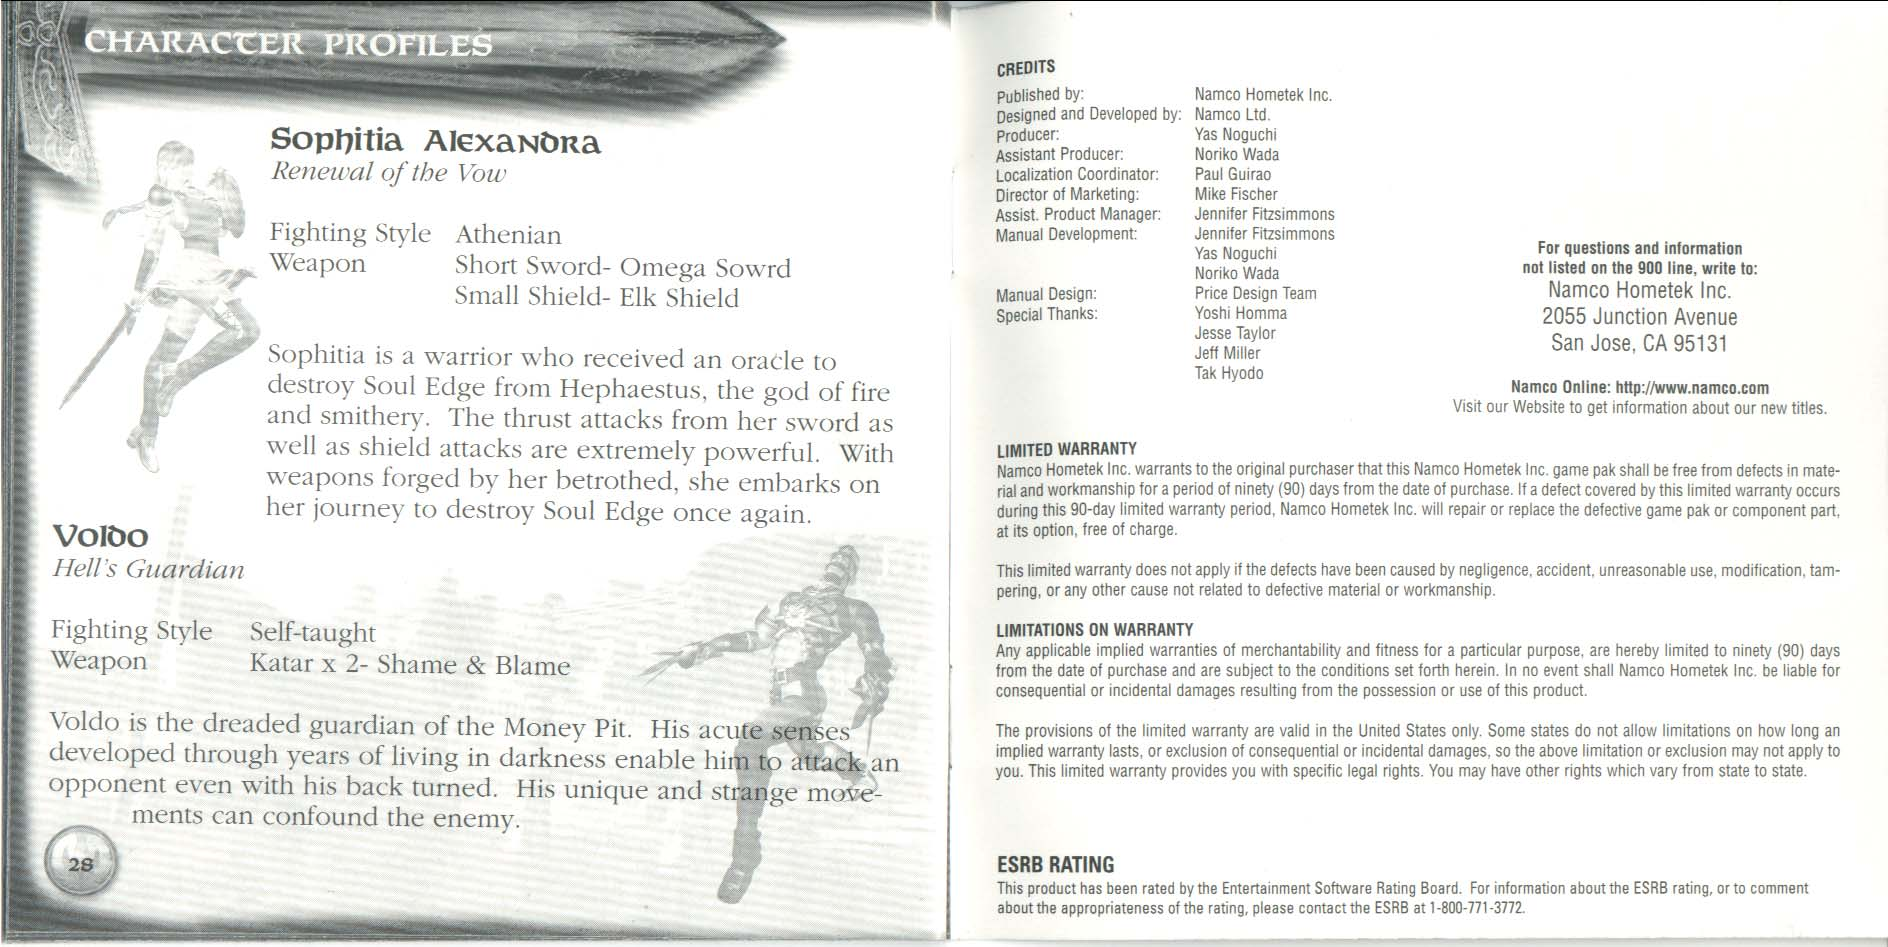 CHARACTER PROFILES
Sophitia Alexandra
Renewal of the Vow
Fighting Style Athenian
Weapon Short Sword- Omega Sowrd
Small Shield- Elk Shield
Sophitia is a warrior who received an oracle to
destroy Soul Edge from Hephaestus, the god of fire
and smithery. The thrust attacks from her sword as
well as shield attacks are extremely powerful. With
weapons forged by her betrothed, she embarks on
her journey to destroy Soul Edge once again.
Voldo
Hell's Guardian
Fighting Style Self-taught
Weapon Katar x 2- Shame & Blame
Voldo is the dreaded guardian of the Money Pit. His acute senses
developed through years of living in darkness enable him to attack an
opponent even with his back turned. His unique and strange move-
ments can confound the enemy.
28
CREDITS
Published by: Namco Hometek Inc.
Designed and Developed by: Namco Ltd.
Producer: Yas Noguchi
Assistant Producer: Noriko Wada
Localization Coordinator: Paul Guirao
Director of Marketing: Mike Fischer
Assist. Product Manager: Jennifer Fitzsimmons
Manual Development: Jennifer Fitzsimmons
Yas Noguchi
Noriko Wada
Manual Design: Price Design Team
Special Thanks: Yoshi Homma
Jesse Taylor
Jeff Miller
Tak Hyodo
For questions and information
not listed on the 900 line, write to:
Namco Hometek Inc.
2055 Junction Avenue
San Jose, CA 95131
Namco Online: http://www.namco.com
Visit our Website to get information about our new titles.
LIMITED WARRANTY
Namco Hometek Inc. warrants to the original purchaser that this Namco Hometek Inc. game pak shall be free from defects in mate-
rial and workmanship for a period of ninety (90) days from the date of purchase. If a defect covered by this limited warranty occurs
during this 90-day limited warranty period, Namco Hometek Inc. will repair or replace the defective game pak or component part,
at its option, free of charge.
This limited warranty does not apply if the defects have been caused by negligence, accident, unreasonable use, modification, tam-
pering, or any other cause not related to defective material or workmanship.
LIMITATIONS ON WARRANTY
Any applicable implied warranties of merchantability and fitness for a particular purpose, are hereby limited to ninety (90) days
from the date of purchase and are subject to the conditions set forth herein. In no event shall Namco Hometek Inc. be liable for
consequential or incidental damages resulting from the possession or use of this product.
The provisions of the limited warranty are valid in the United States only. Some states do not allow limitations on how long an
implied warranty lasts, or exclusion of consequential or incidental damages, so the above limitation or exclusion may not apply to
you. This limited warranty provides you with specific legal rights. You may have other rights which vary from state to state.
ESRB RATING
This product has been rated by the Entertainment Software Rating Board. For information about the ESRB rating, or to comment
about the appropriateness of the rating, please contact the ESRB at 1-800-771-3772.